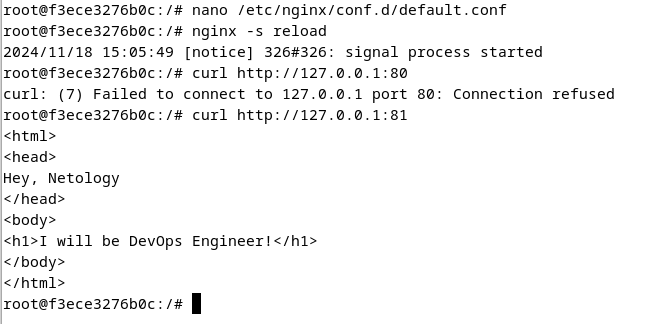 root@f3ece3276b0c:/# nano /etc/nginx/conf.d/default.conf
root@f3ece3276b0c:/# nginx -s reload
2024/11/18 15:05:49 [notice] 326#326: signal process started
root@f3ece3276b0c:/# curl http://127.0.0.1:80
curl: (7) Failed to connect to 127.0.0.1 port 80: Connection refused
root@f3ece3276b0c:/# curl http://127.0.0.1:81
<html>
<head>
Hey, Netology
</head>
<body>
<h1>I will be DevOps Engineer!</h1>
</body>
</html>
root@f3ece3276b0c:/#